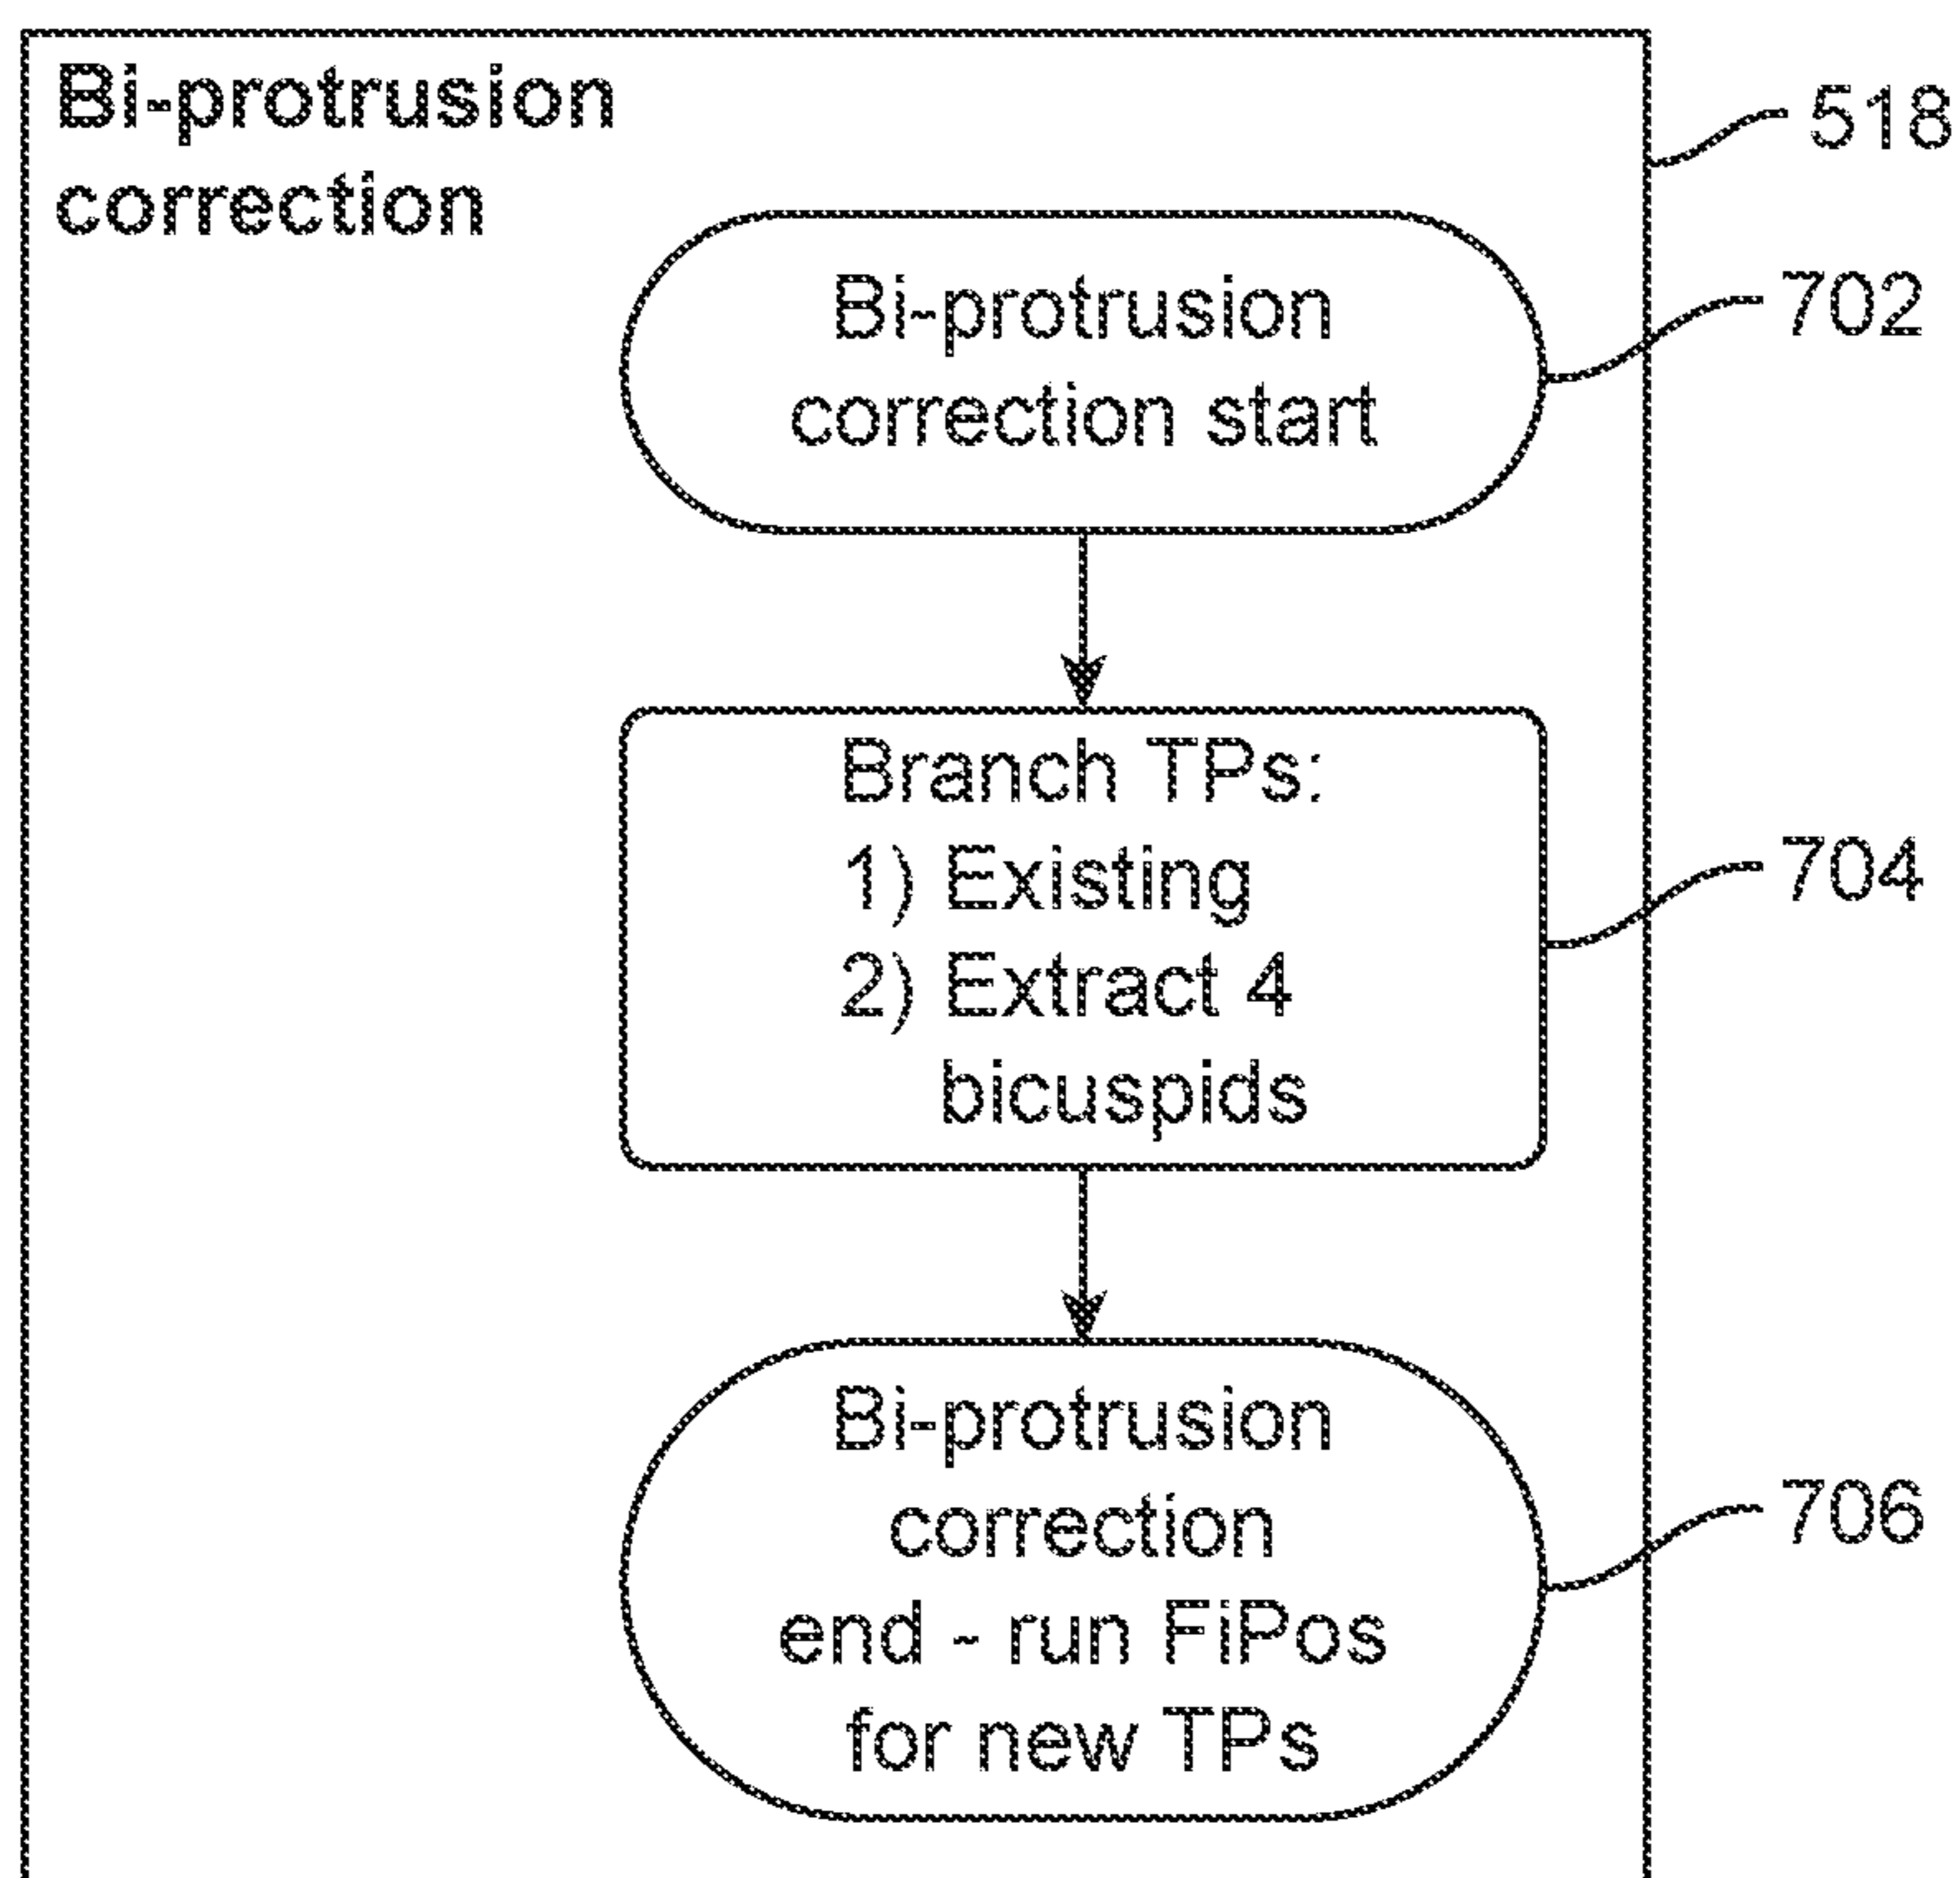 Bi-protrusion
correction
518
Bi-protrusion
correction start
702
Branch TPs:
1) Existing
2) Extract 4
bicuspids
704
Bi-protrusion
correction
end - run FiPos
for new TPs
706